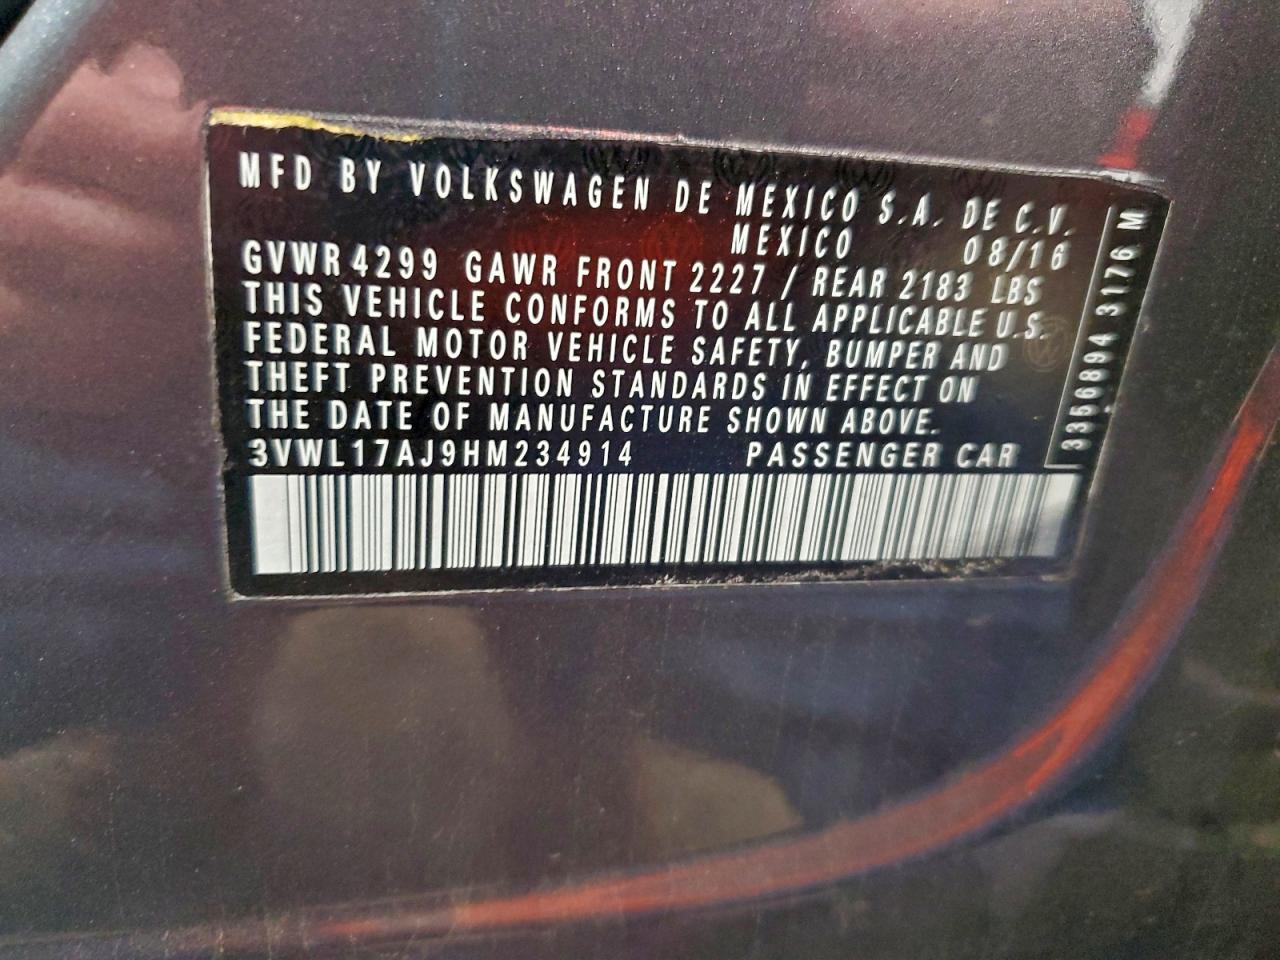 MFD BY VOLKSWAGEN DE MEXICO S.A. DE C.V.
MEXICO 08/16
GVWR 4299 GAWR FRONT 2227 / REAR 2183 LBS
THIS VEHICLE CONFORMS TO ALL APPLICABLE U.S.
FEDERAL MOTOR VEHICLE SAFETY, BUMPER AND
THEFT PREVENTION STANDARDS IN EFFECT ON
THE DATE OF MANUFACTURE SHOWN ABOVE.
3VWL17AJ9HM234914 PASSENGER CAR
3356894 3176 M